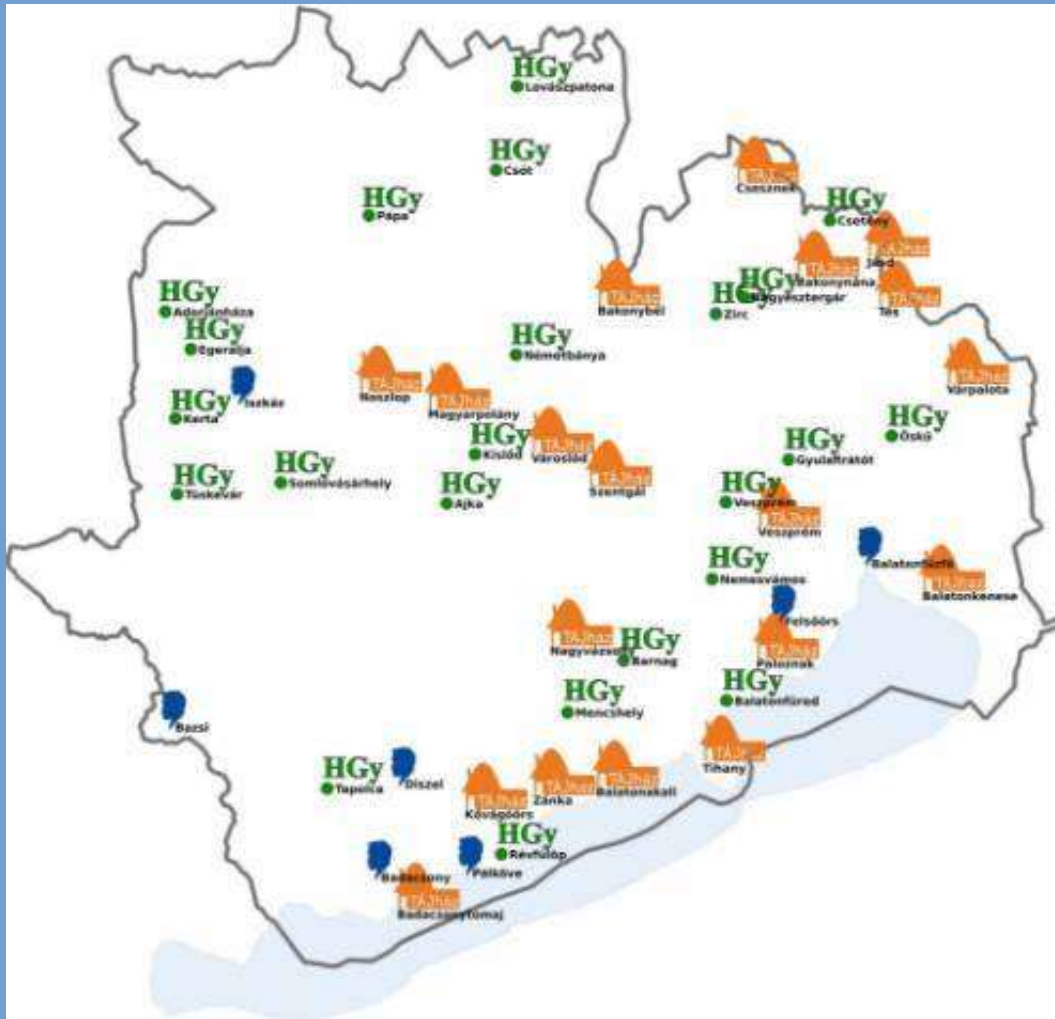 HGy
Lovászpatona
HGy
Csót
TÁJház
Csesznek
HGy
Pápa
HGy
Csetény
TÁJház
Jásd
TÁJház
Bakonynána
TÁJház
Tés
TÁJház
Bakonybél
HGy
Nagyesztergár
HGy
Zirc
HGy
Adorjánháza
HGy
Egeralja
HGy
Németbánya
TÁJház
Várpalota
TÁJház
Noszlop
Iszkáz
TÁJház
Magyarpolány
HGy
Kerta
HGy
Öskü
HGy
Kislőd
TÁJház
Városlőd
HGy
Gyulafirátót
HGy
Somlóvásárhely
TÁJház
Szentgál
HGy
Tüskevár
HGy
Ajka
HGy
Veszprém
TÁJház
Veszprém
Balatonfűzfő
HGy
Nemesvámos
TÁJház
Balatonkenese
Felsőörs
TÁJház
Nagyvázsony
TÁJház
Paloznak
HGy
Barnag
HGy
Balatonfüred
HGy
Mencshely
Bazsi
TÁJház
Tihany
HGy
Tapolca
Diszel
TÁJház
Kővágóörs
TÁJház
Zánka
TÁJház
Balatonakali
HGy
Révfülöp
Badacsony
Pálköve
TÁJház
Badacsonytomaj